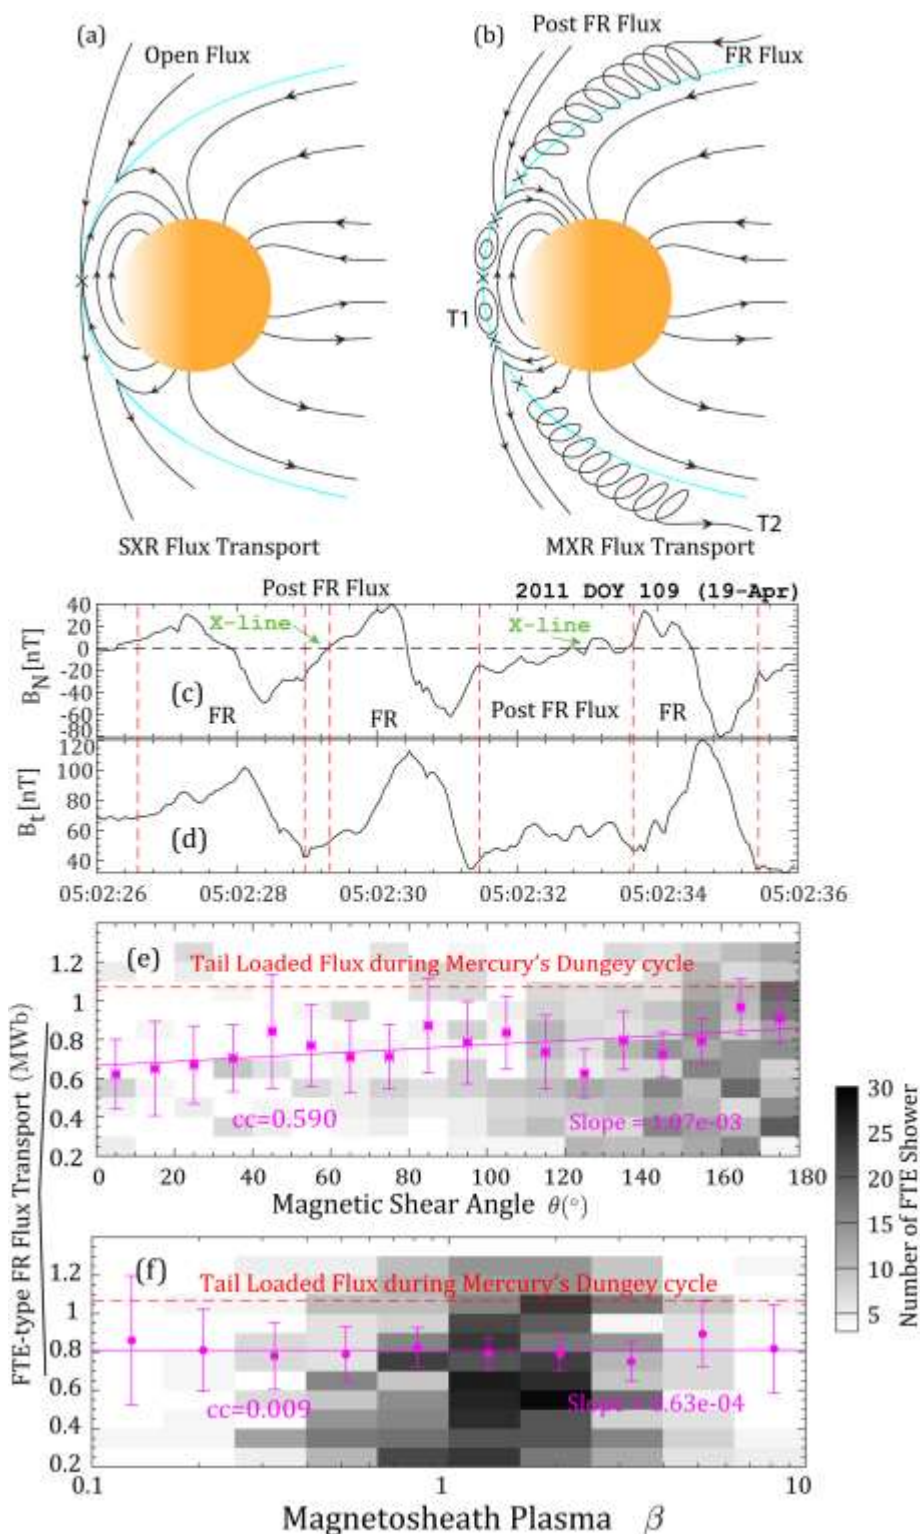 (a)
Open Flux
SXR Flux Transport
(b)
Post FR Flux
FR Flux
T1
T2
MXR Flux Transport
Post FR Flux
2011 DOY 109 (19-Apr)
B_N[nT]
40
20
0
-20
-40
-60
-80
X-line
X-line
(c)
FR
FR
Post FR Flux
FR
B_t[nT]
120
100
80
60
40
(d)
05:02:26 05:02:28 05:02:30 05:02:32 05:02:34 05:02:36
FTE-type FR Flux Transport (MWb)
(e)
Tail Loaded Flux during Mercury's Dungey cycle
1.2
1
0.8
0.6
0.4
0.2
cc=0.590
Slope = 1.07e-03
0 20 40 60 80 100 120 140 160 180
Magnetic Shear Angle θ(°)
(f)
Tail Loaded Flux during Mercury's Dungey cycle
1.2
1
0.8
0.6
0.4
0.2
cc=0.009
0.1 1 10
Magnetosheath Plasma β
30
25
20
15
10
5
Number of FTE Shower